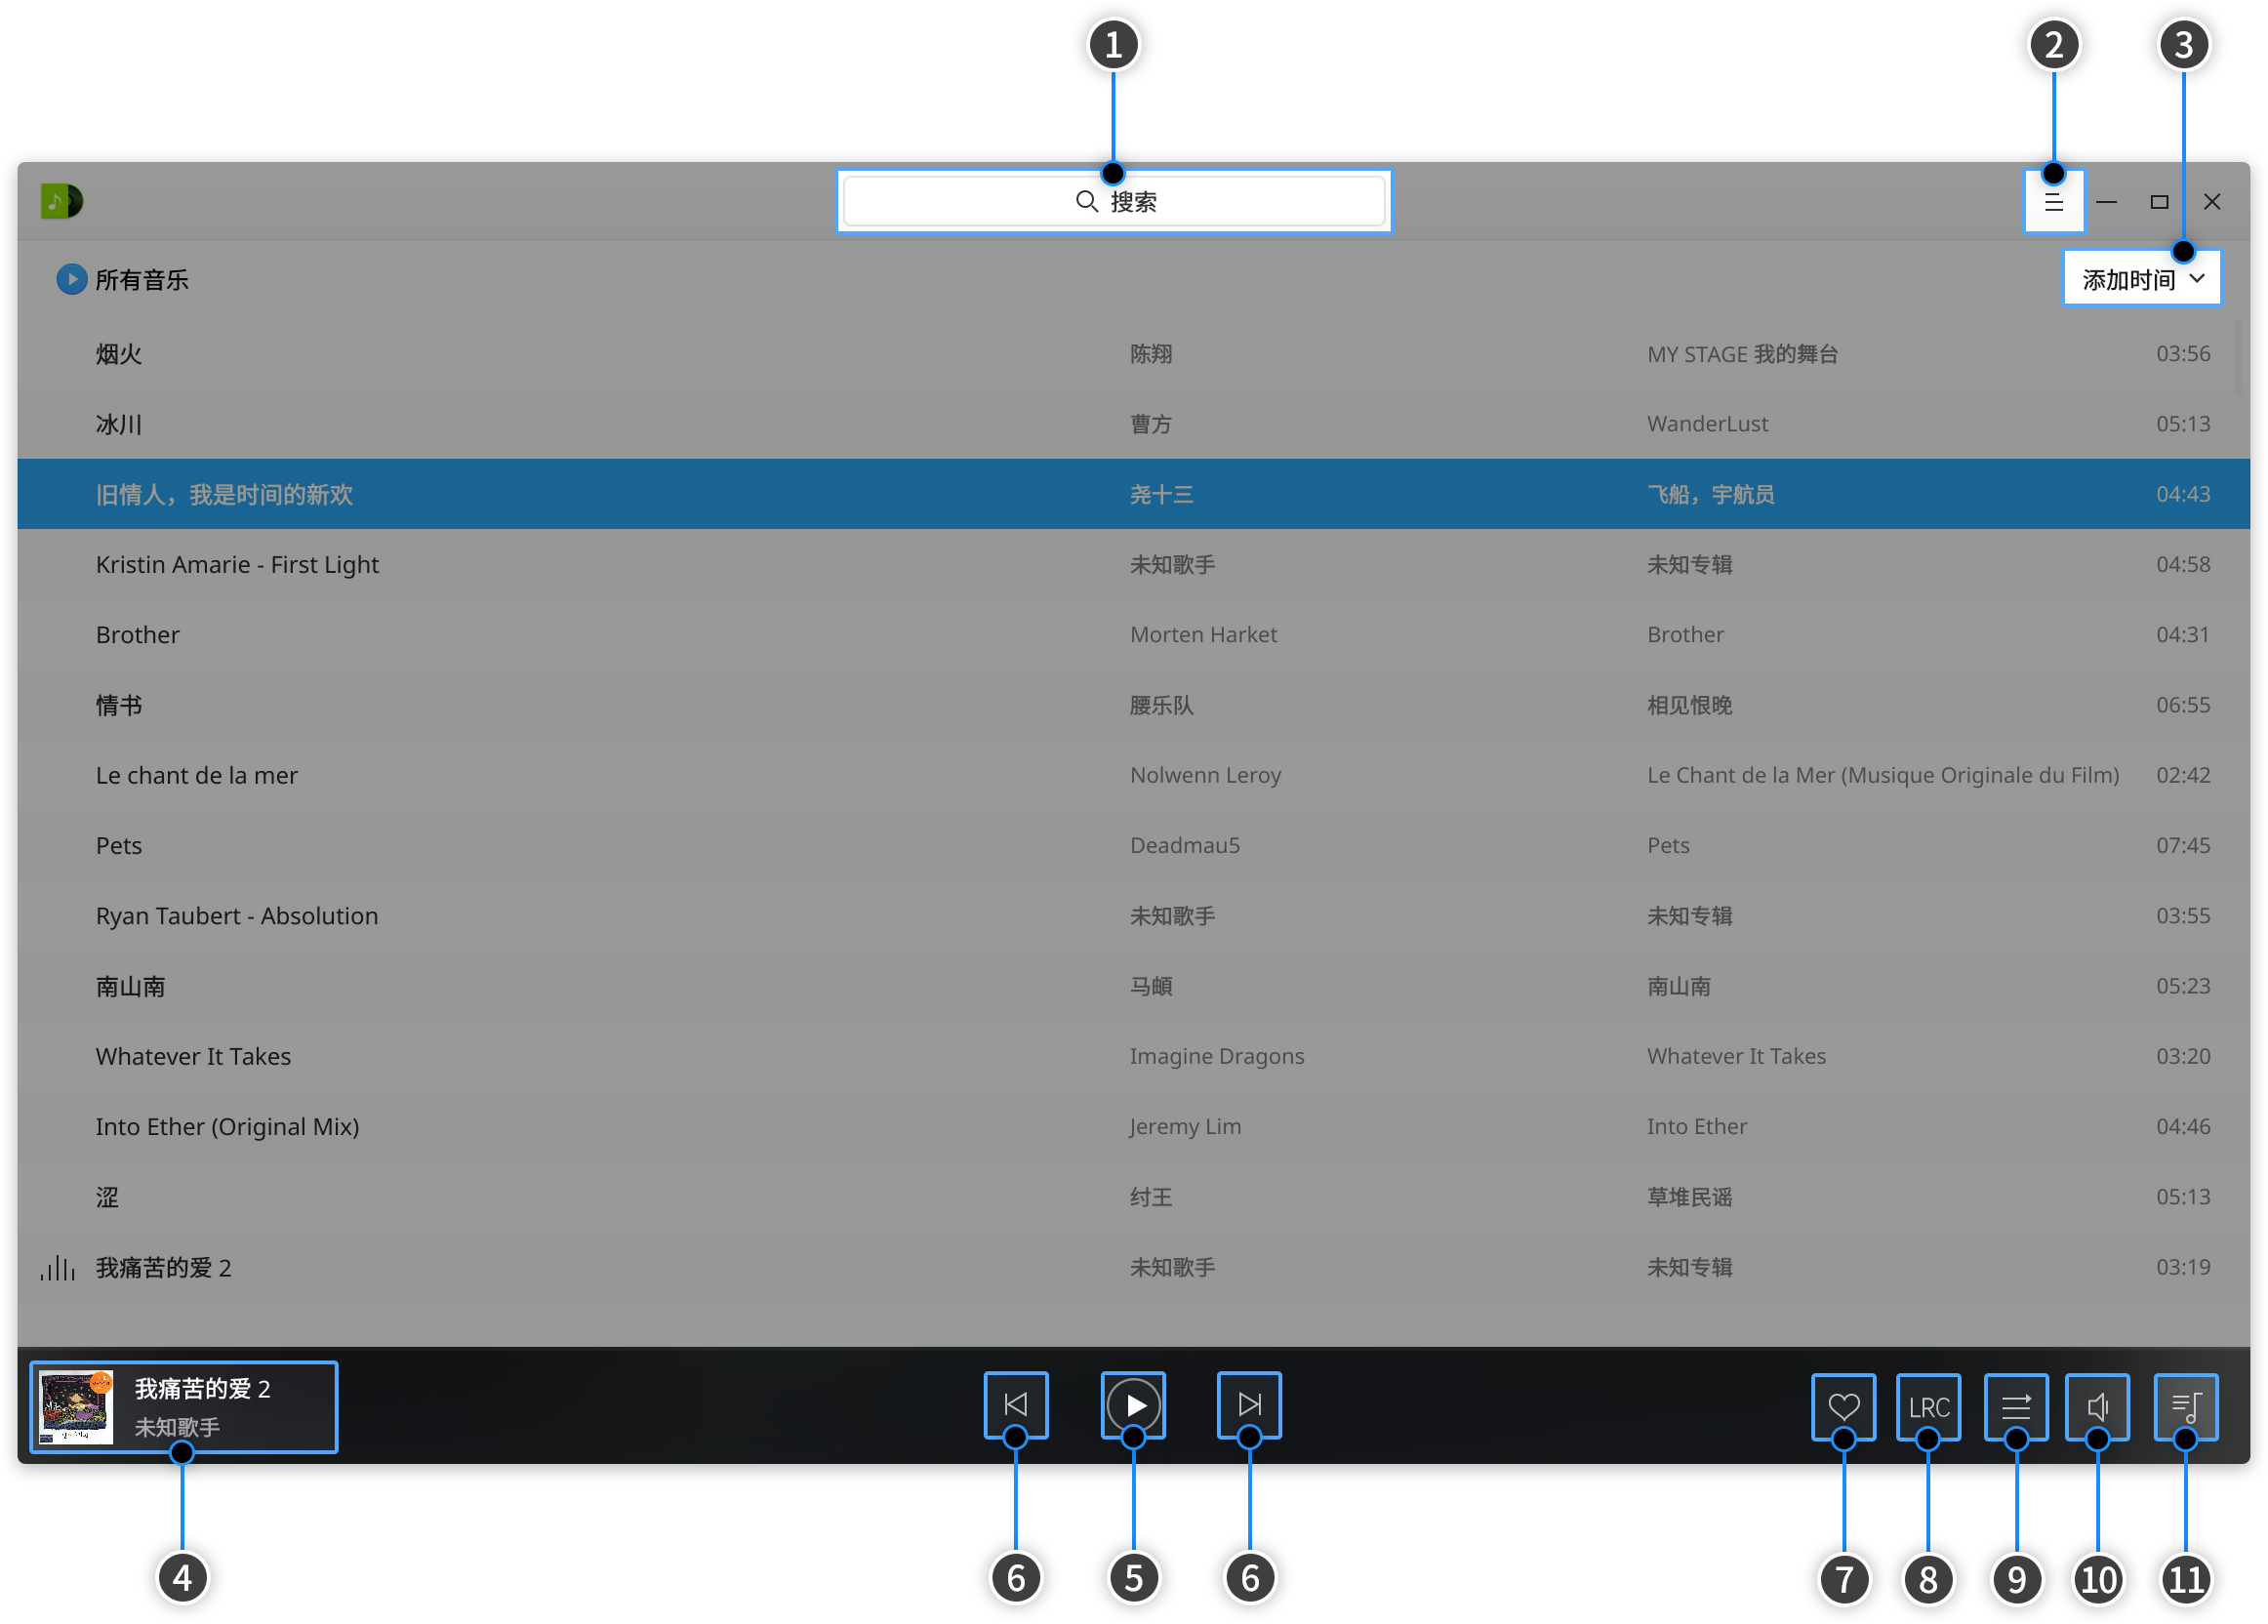 1 2 3
搜索
所有音乐 添加时间
烟火 陈翔 MY STAGE 我的舞台 03:56
冰川 曹方 WanderLust 05:13
旧情人，我是时间的新欢 尧十三 飞船，宇航员 04:43
Kristin Amarie - First Light 未知歌手 未知专辑 04:58
Brother Morten Harket Brother 04:31
情书 腰乐队 相见恨晚 06:55
Le chant de la mer Nolwenn Leroy Le Chant de la Mer (Musique Originale du Film) 02:42
Pets Deadmau5 Pets 07:45
Ryan Taubert - Absolution 未知歌手 未知专辑 03:55
南山南 马頔 南山南 05:23
Whatever It Takes Imagine Dragons Whatever It Takes 03:20
Into Ether (Original Mix) Jeremy Lim Into Ether 04:46
涩 纣王 草堆民谣 05:13
我痛苦的爱 2 未知歌手 未知专辑 03:19
我痛苦的爱 2
未知歌手
LRC
4 6 5 6 7 8 9 10 11